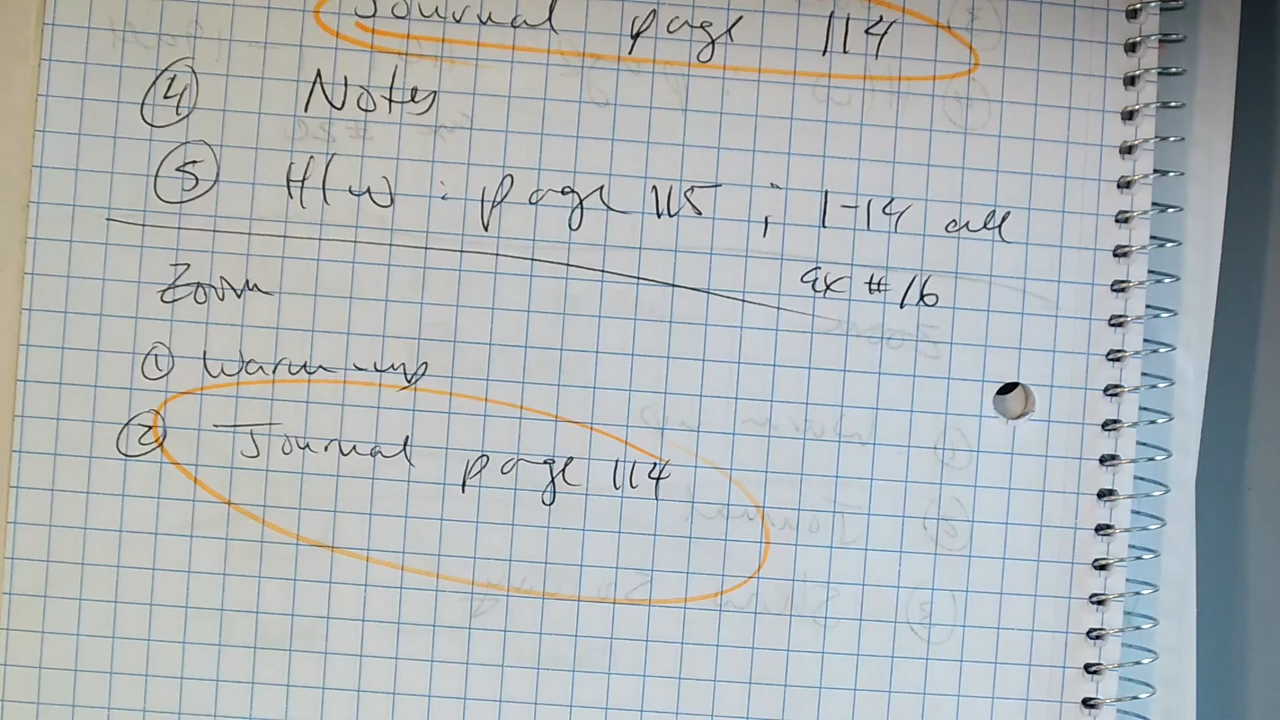 Journal page 114
④ Notes
⑤ H/w : page 115 ; 1-14 all
ex #16
Zoom
① Warm-up
② Journal page 114